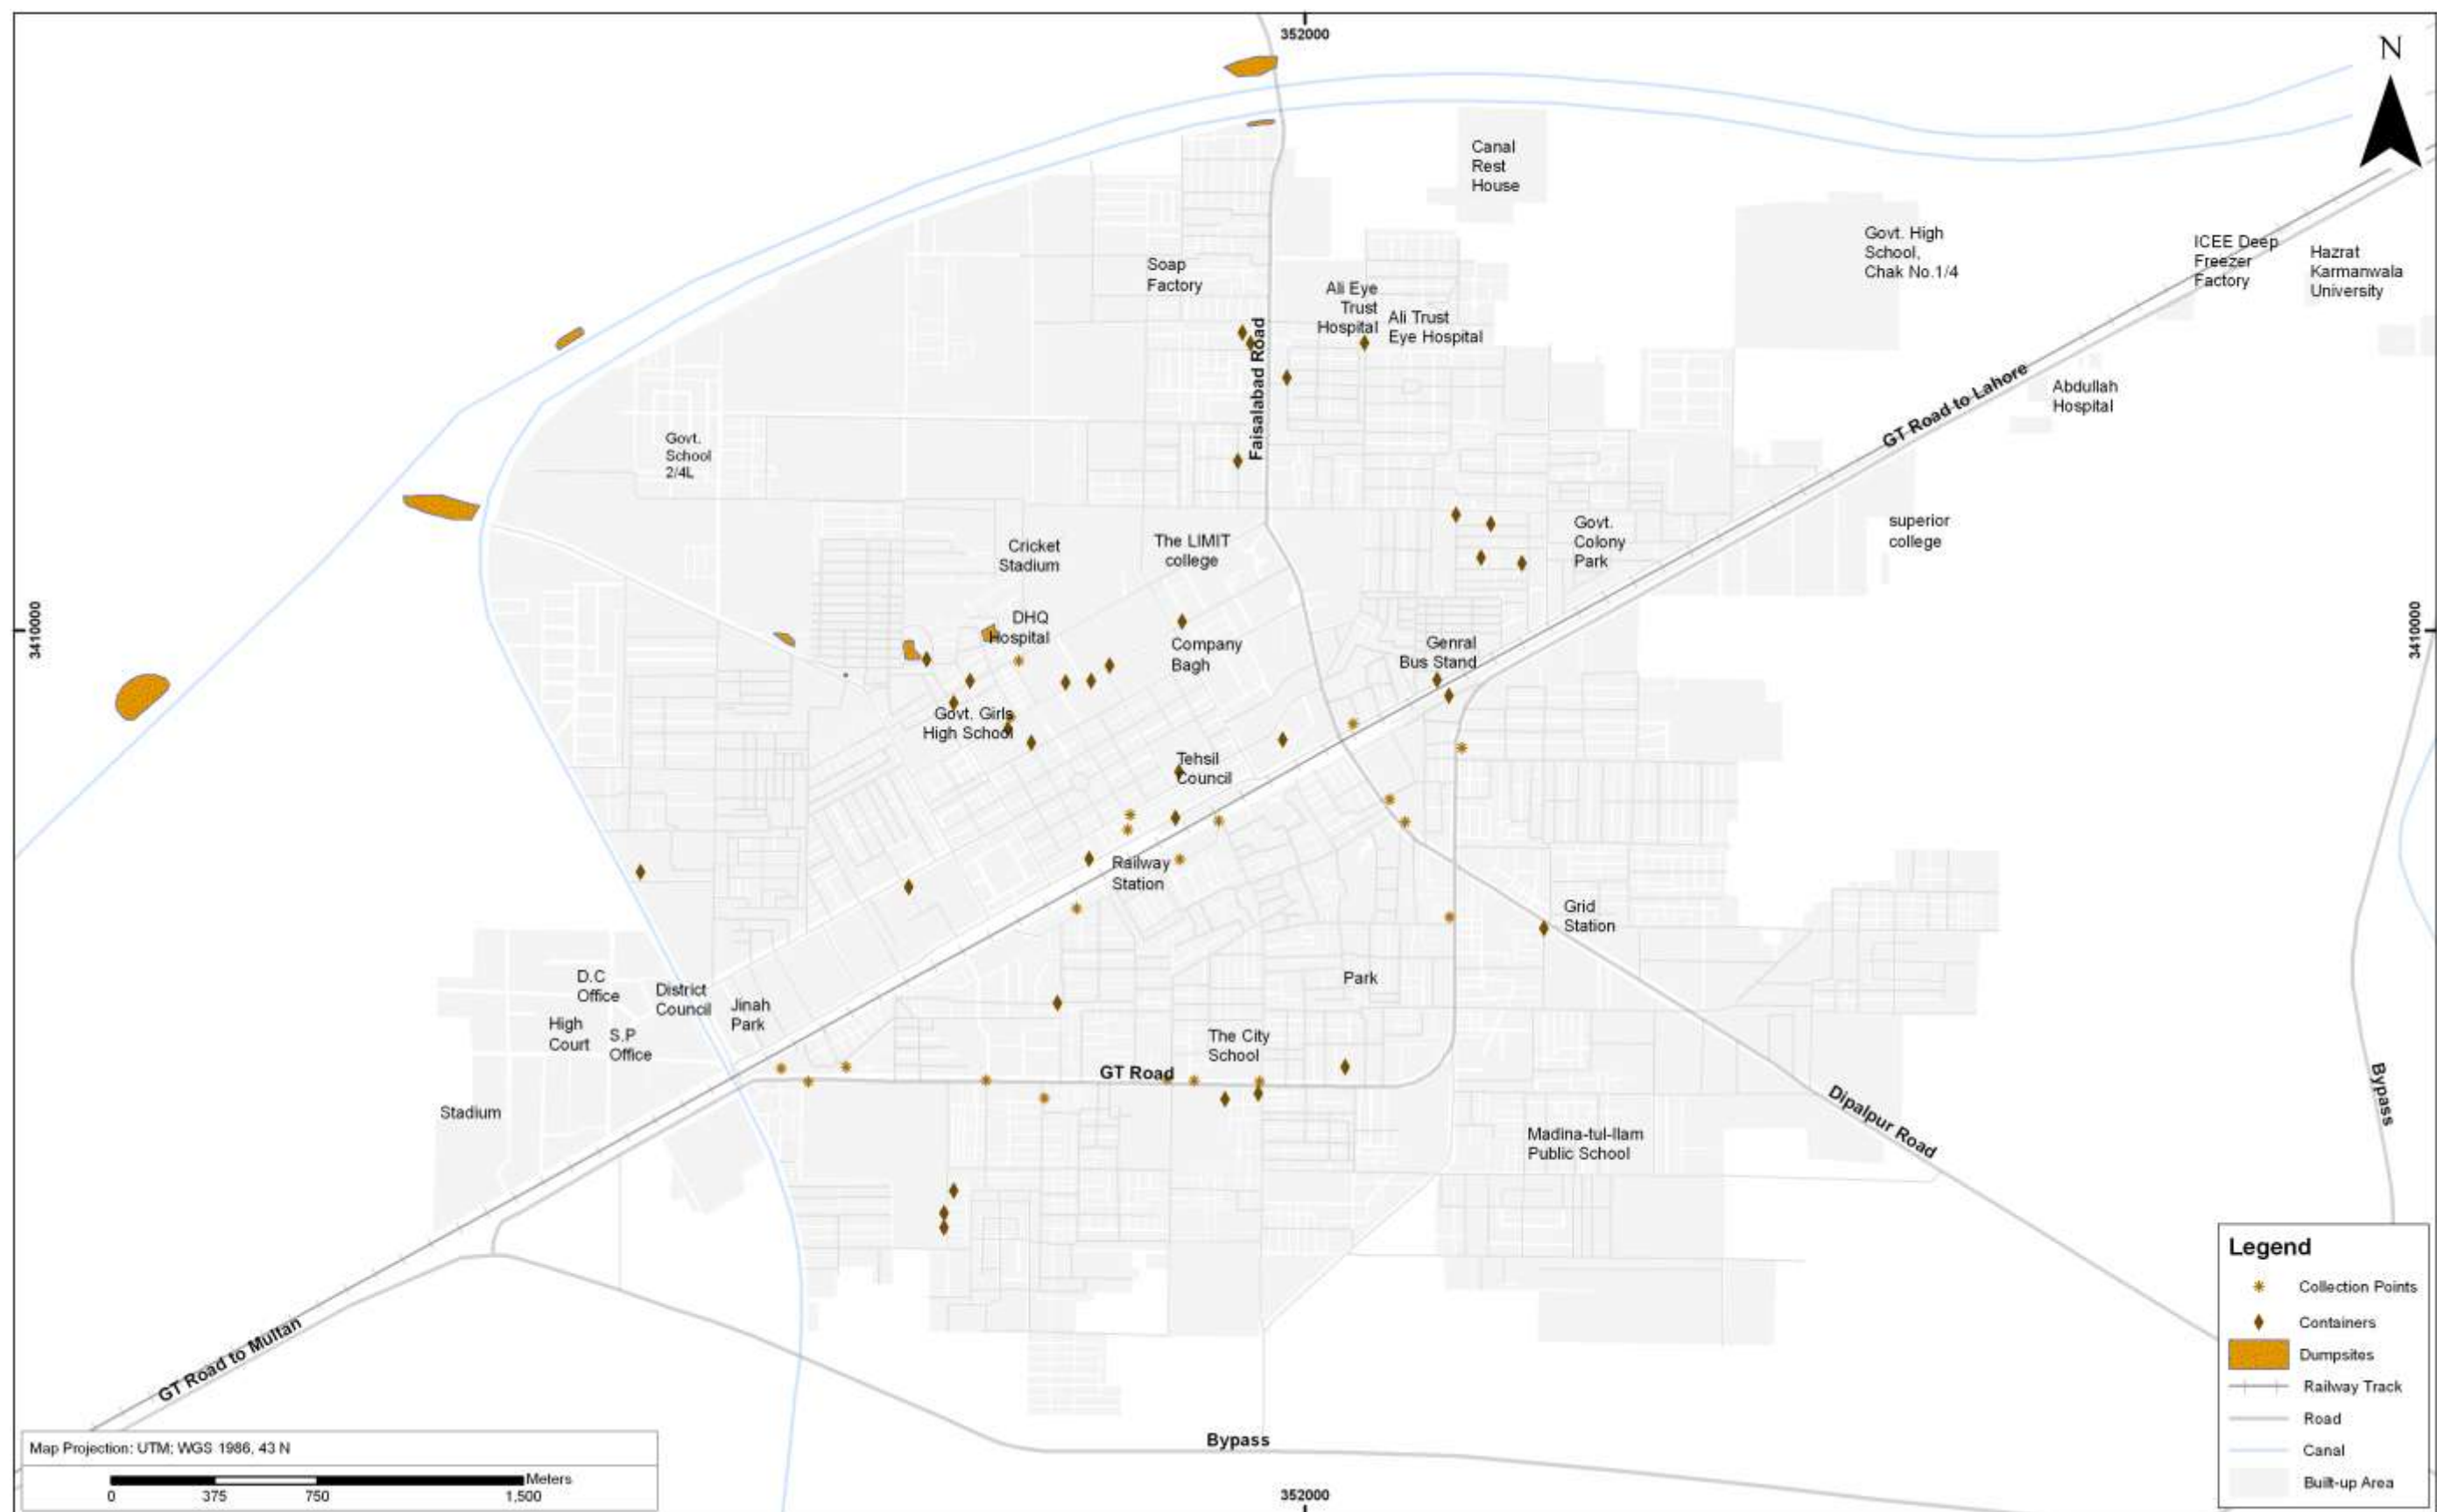 352000
N
Canal
Rest
House
Govt. High
School,
Chak No.1/4
ICEE Deep
Freezer
Factory
Hazrat
Karmanwala
University
Soap
Factory
Ali Eye
Trust
Hospital
Ali Trust
Eye Hospital
Faisalabad Road
GT Road to Lahore
Abdullah
Hospital
Govt.
School
2/4L
superior
college
Govt.
Colony
Park
Cricket
Stadium
The LIMIT
college
3410000
3410000
DHQ
Hospital
Company
Bagh
Genral
Bus Stand
Govt. Girls
High School
Tehsil
Council
Railway
Station
Grid
Station
D.C
Office
District
Council
Jinah
Park
Park
High
Court
S.P
Office
The City
School
GT Road
Stadium
Madina-tul-Ilam
Public School
Dipalpur Road
Bypass
GT Road to Multan
Bypass
Legend
Collection Points
Containers
Dumpsites
Railway Track
Road
Canal
Built-up Area
Map Projection: UTM; WGS 1986, 43 N
Meters
0 375 750 1,500
352000